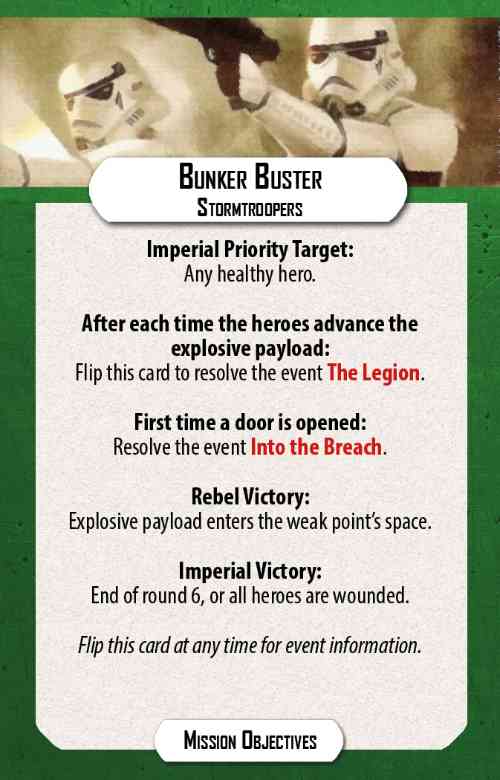 Bunker Buster
Stormtroopers
Imperial Priority Target:
Any healthy hero.
After each time the heroes advance the
explosive payload:
Flip this card to resolve the event The Legion.
First time a door is opened:
Resolve the event Into the Breach.
Rebel Victory:
Explosive payload enters the weak point's space.
Imperial Victory:
End of round 6, or all heroes are wounded.
Flip this card at any time for event information.
Mission Objectives